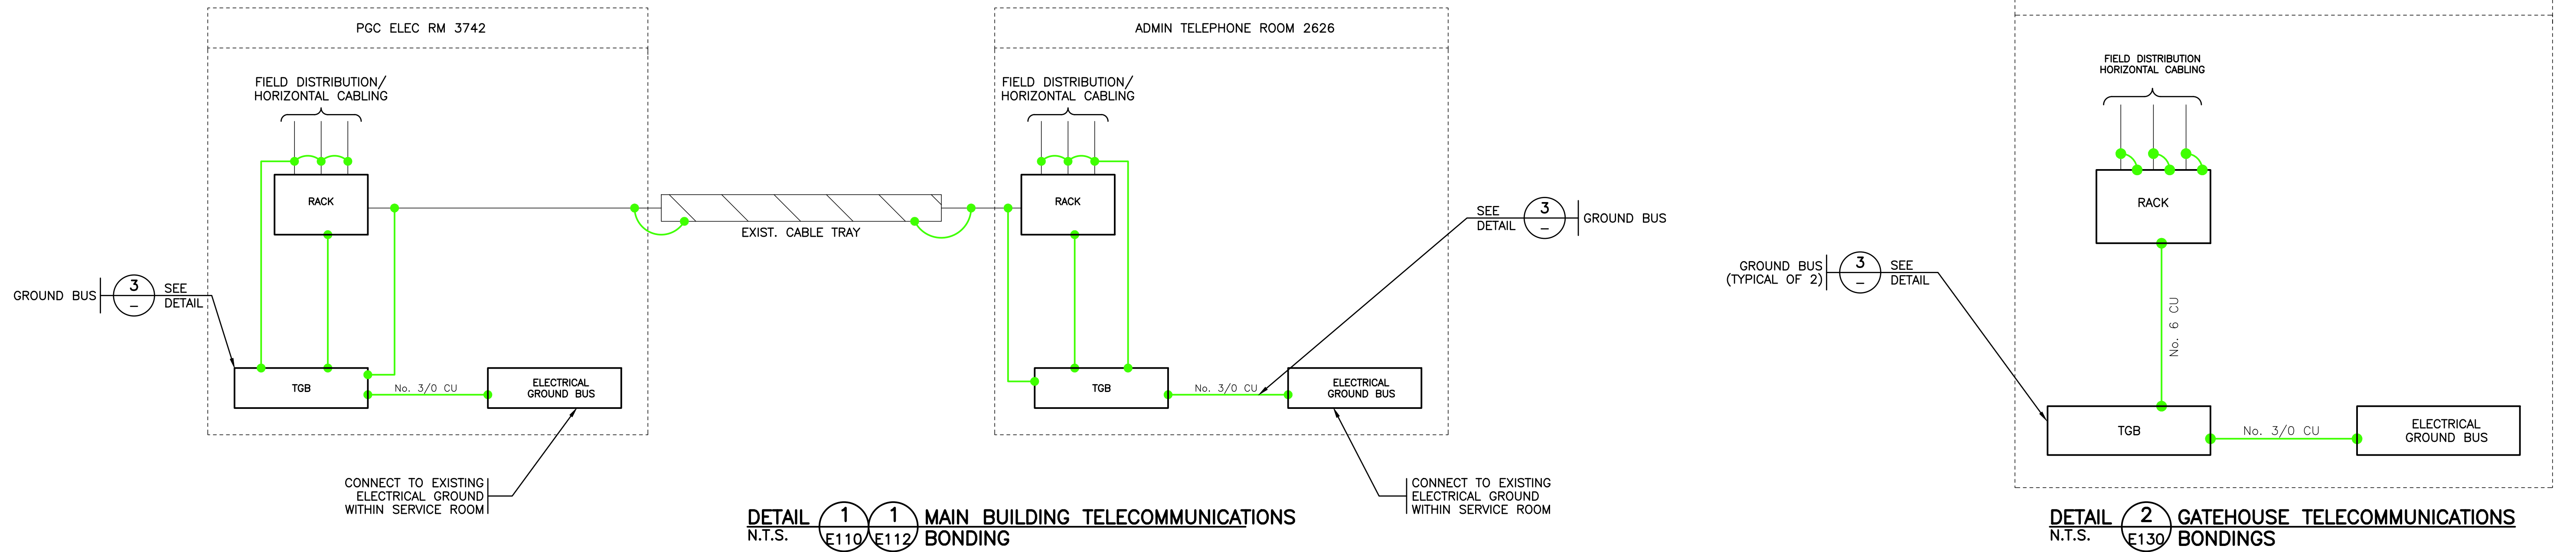 PGC ELEC RM 3742
FIELD DISTRIBUTION/
HORIZONTAL CABLING
RACK
GROUND BUS
3
–
SEE
DETAIL
TGB
No. 3/0 CU
ELECTRICAL
GROUND BUS
CONNECT TO EXISTING
ELECTRICAL GROUND
WITHIN SERVICE ROOM
EXIST. CABLE TRAY
ADMIN TELEPHONE ROOM 2626
FIELD DISTRIBUTION/
HORIZONTAL CABLING
RACK
SEE
DETAIL
3
–
GROUND BUS
TGB
No. 3/0 CU
ELECTRICAL
GROUND BUS
CONNECT TO EXISTING
ELECTRICAL GROUND
WITHIN SERVICE ROOM
DETAIL
N.T.S.
1
E110
1
E112
MAIN BUILDING TELECOMMUNICATIONS
BONDING
FIELD DISTRIBUTION
HORIZONTAL CABLING
RACK
GROUND BUS
(TYPICAL OF 2)
3
–
SEE
DETAIL
No. 6 CU
TGB
No. 3/0 CU
ELECTRICAL
GROUND BUS
DETAIL
N.T.S.
2
E130
GATEHOUSE TELECOMMUNICATIONS
BONDINGS